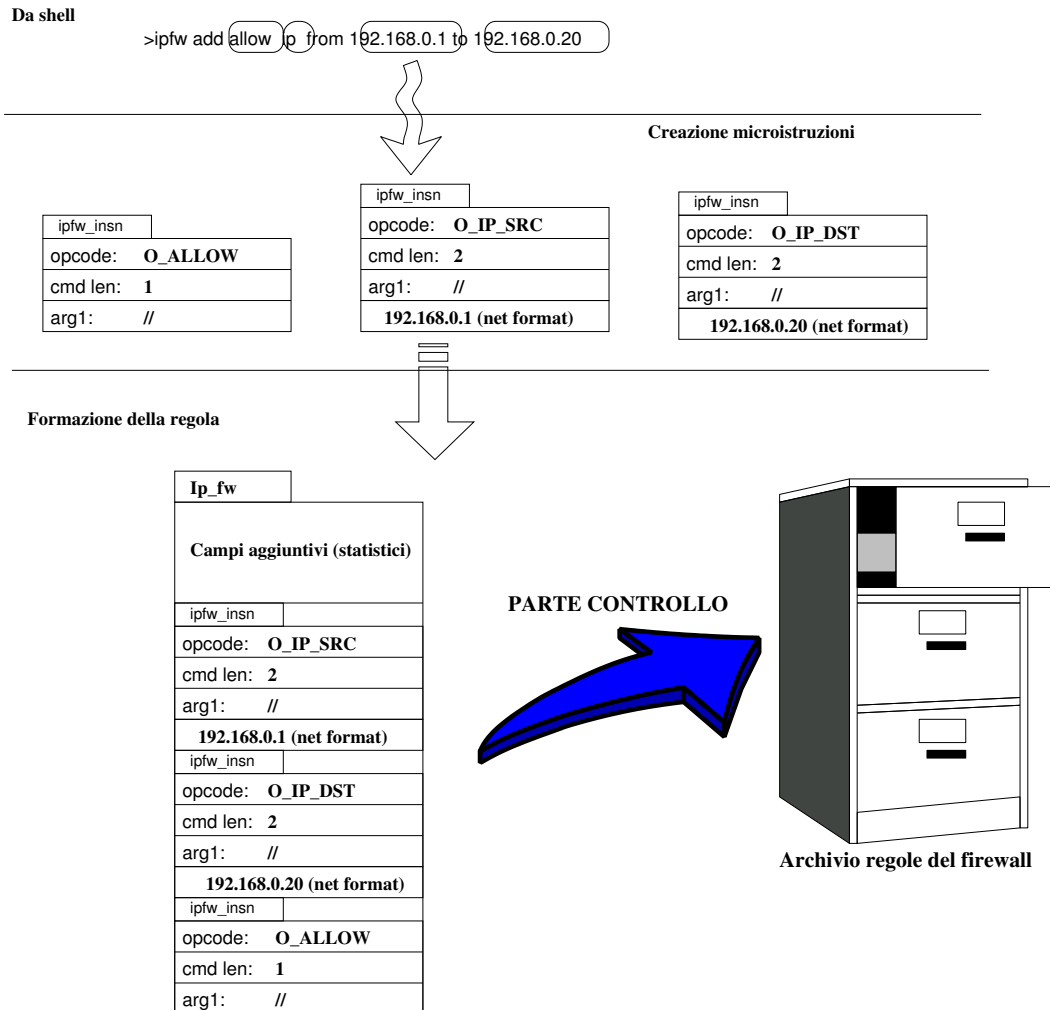 Da shell
>ipfw add allow ip from 192.168.0.1 to 192.168.0.20
Creazione microistruzioni
ipfw_insn
opcode: O_ALLOW
cmd len: 1
arg1: //
ipfw_insn
opcode: O_IP_SRC
cmd len: 2
arg1: //
192.168.0.1 (net format)
ipfw_insn
opcode: O_IP_DST
cmd len: 2
arg1: //
192.168.0.20 (net format)
Formazione della regola
Ip_fw
Campi aggiuntivi (statistici)
ipfw_insn
opcode: O_IP_SRC
cmd len: 2
arg1: //
192.168.0.1 (net format)
ipfw_insn
opcode: O_IP_DST
cmd len: 2
arg1: //
192.168.0.20 (net format)
ipfw_insn
opcode: O_ALLOW
cmd len: 1
arg1: //
PARTE CONTROLLO
Archivio regole del firewall